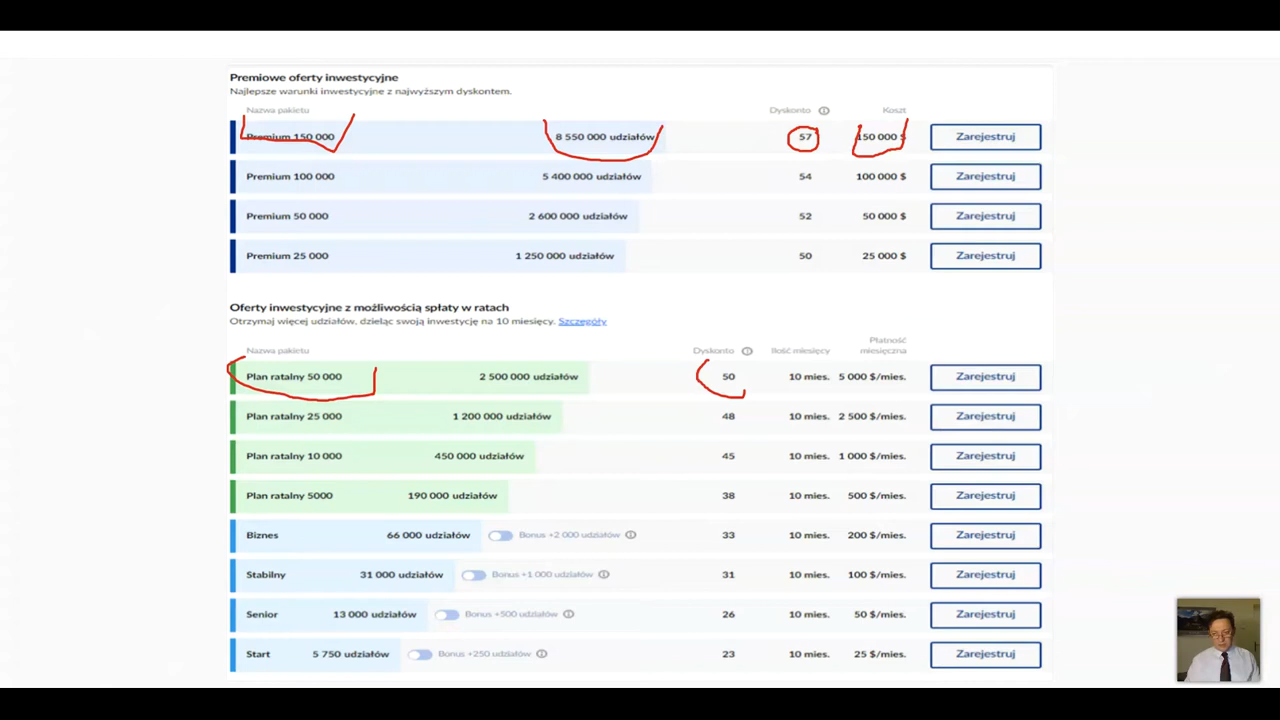 Premiowe oferty inwestycyjne
Najlepsze warunki inwestycyjne z najwyższym dyskontem.
Nazwa pakietu Dyskonto Koszt
Premium 150 000 8 550 000 udziałów 57 150 000 $ Zarejestruj
Premium 100 000 5 400 000 udziałów 54 100 000 $ Zarejestruj
Premium 50 000 2 600 000 udziałów 52 50 000 $ Zarejestruj
Premium 25 000 1 250 000 udziałów 50 25 000 $ Zarejestruj
Oferty inwestycyjne z możliwością spłaty w ratach
Otrzymaj więcej udziałów, dzieląc swoją inwestycję na 10 miesięcy. Szczegóły
Nazwa pakietu Dyskonto Ilość miesięcy Płatność miesięczna
Plan ratalny 50 000 2 500 000 udziałów 50 10 mies. 5 000 $/mies. Zarejestruj
Plan ratalny 25 000 1 200 000 udziałów 48 10 mies. 2 500 $/mies. Zarejestruj
Plan ratalny 10 000 450 000 udziałów 45 10 mies. 1 000 $/mies. Zarejestruj
Plan ratalny 5000 190 000 udziałów 38 10 mies. 500 $/mies. Zarejestruj
Biznes 66 000 udziałów Bonus +2 000 udziałów 33 10 mies. 200 $/mies. Zarejestruj
Stabilny 31 000 udziałów Bonus +1 000 udziałów 31 10 mies. 100 $/mies. Zarejestruj
Senior 13 000 udziałów Bonus +500 udziałów 26 10 mies. 50 $/mies. Zarejestruj
Start 5 750 udziałów Bonus +250 udziałów 23 10 mies. 25 $/mies. Zarejestruj